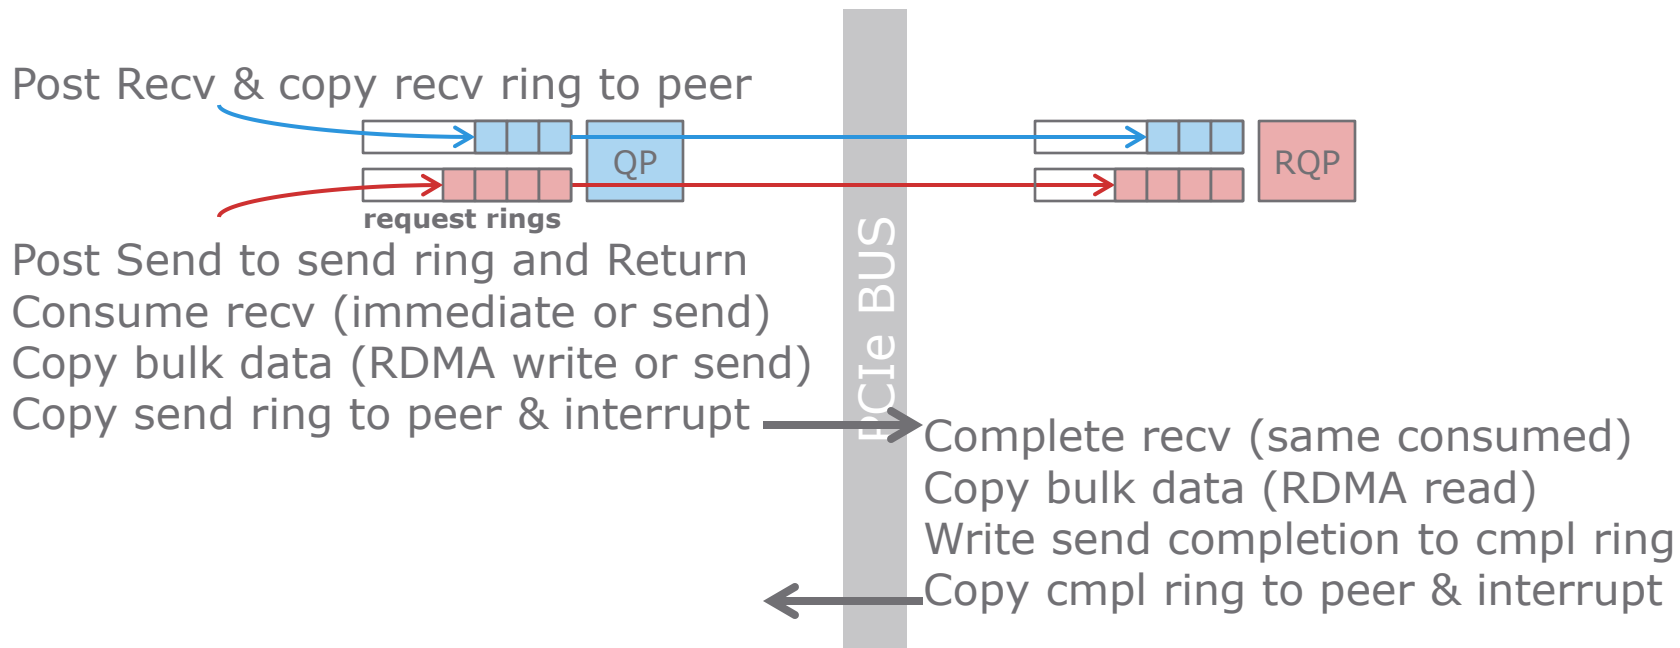 Post Recv & copy recv ring to peer
QP
RQP
request rings
Post Send to send ring and Return
Consume recv (immediate or send)
Copy bulk data (RDMA write or send)
Copy send ring to peer & interrupt
PCIe BUS
Complete recv (same consumed)
Copy bulk data (RDMA read)
Write send completion to cmpl ring
Copy cmpl ring to peer & interrupt